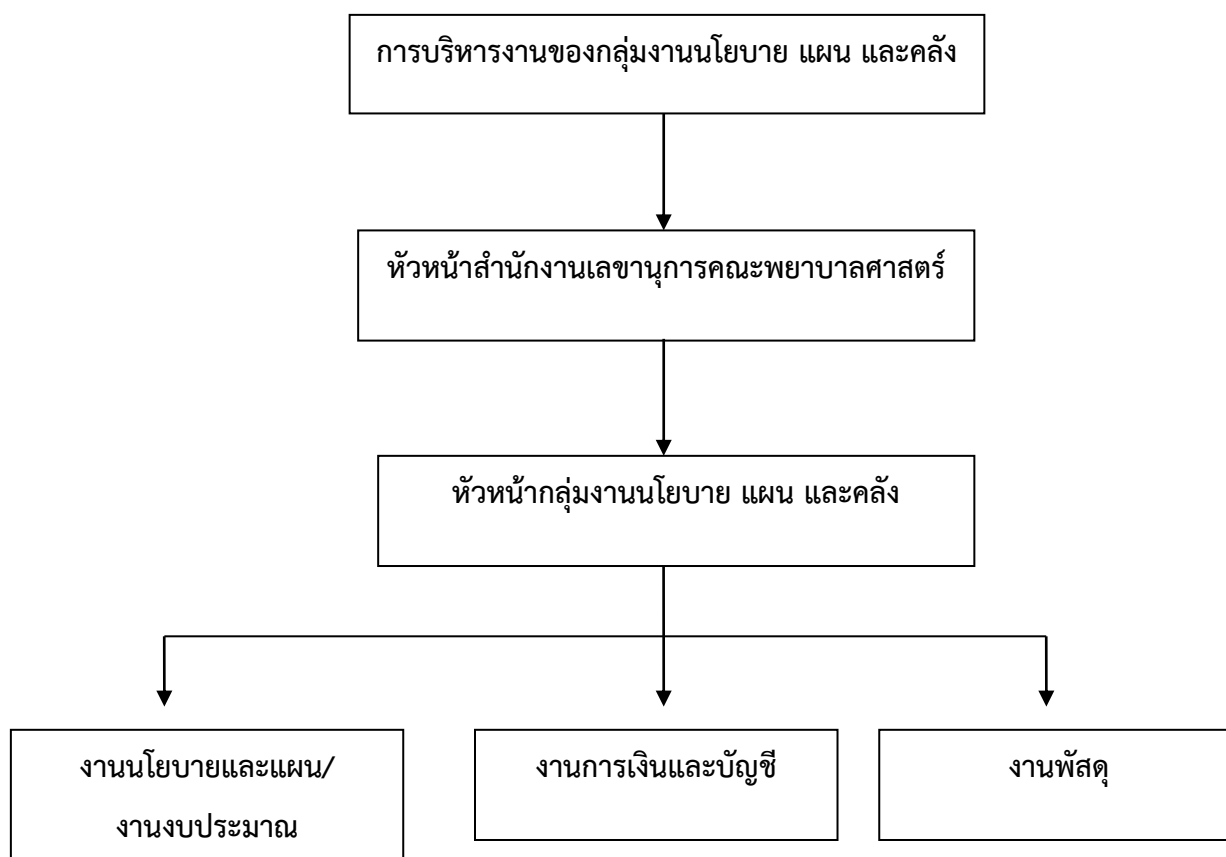 การบริหารงานของกลุ่มงานนโยบาย แผน และคลัง
หัวหน้าสำนักงานเลขานุการคณะพยาบาลศาสตร์
หัวหน้ากลุ่มงานนโยบาย แผน และคลัง
งานนโยบายและแผน/
งานงบประมาณ
งานการเงินและบัญชี
งานพัสดุ